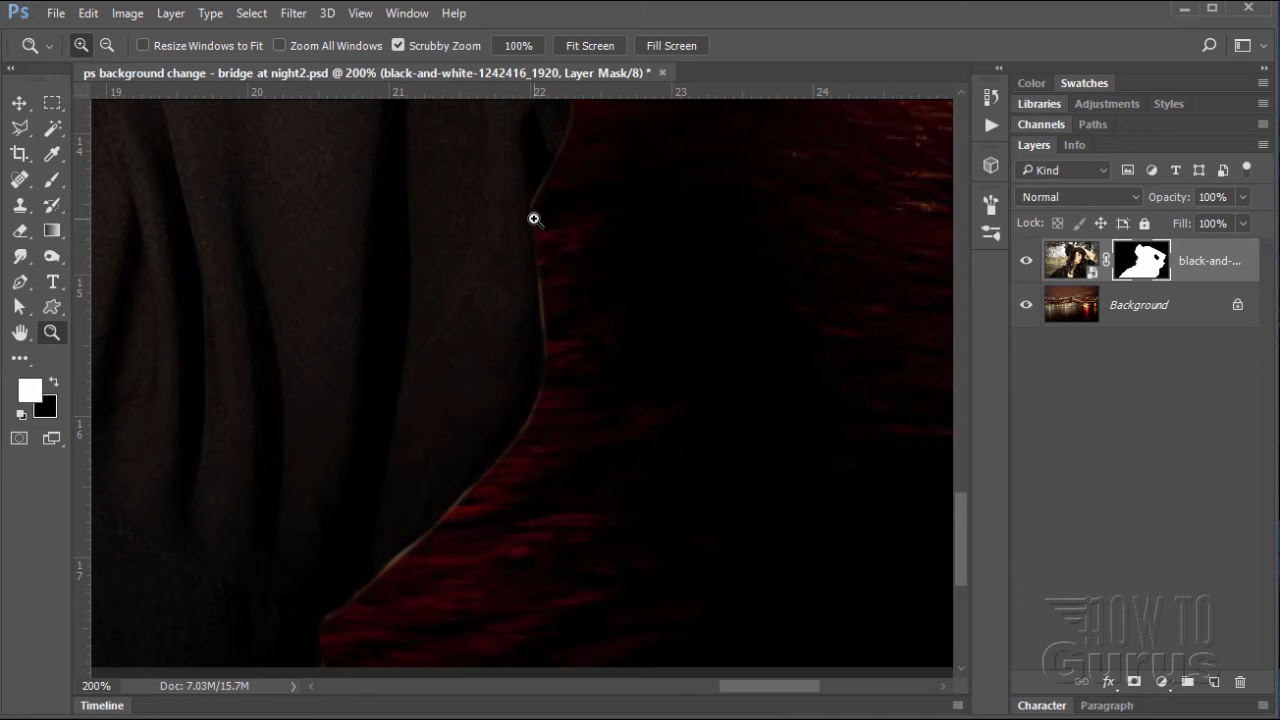 Ps File Edit Image Layer Type Select Filter 3D View Window Help
Resize Windows to Fit All Windows Scrubby Zoom 100% Fit Screen Fill Screen
ps background change - bridge at night2.psd @ 200% (black-and-white-1242416_1920, Layer Mask/8) *
19 20 21 22 23 24
14
15
16
17
Color Swatches
Libraries Adjustments Styles
Channels Paths
Layers Info
Kind
Normal Opacity: 100%
Lock: Fill: 100%
black-and-...
Background
HOW TO
Gurus
200% Doc: 7.03M/15.7M
Timeline
Character Paragraph